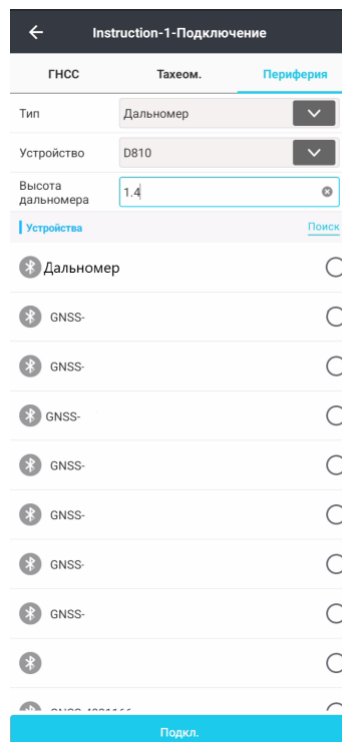 Instruction-1-Подключение
ГНСС Тахеом. Периферия
Тип Дальномер
Устройство D810
Высота дальномера 1.4
Устройства Поиск
Дальномер
GNSS-
GNSS-
GNSS-
GNSS-
GNSS-
GNSS-
GNSS-
Подкл.